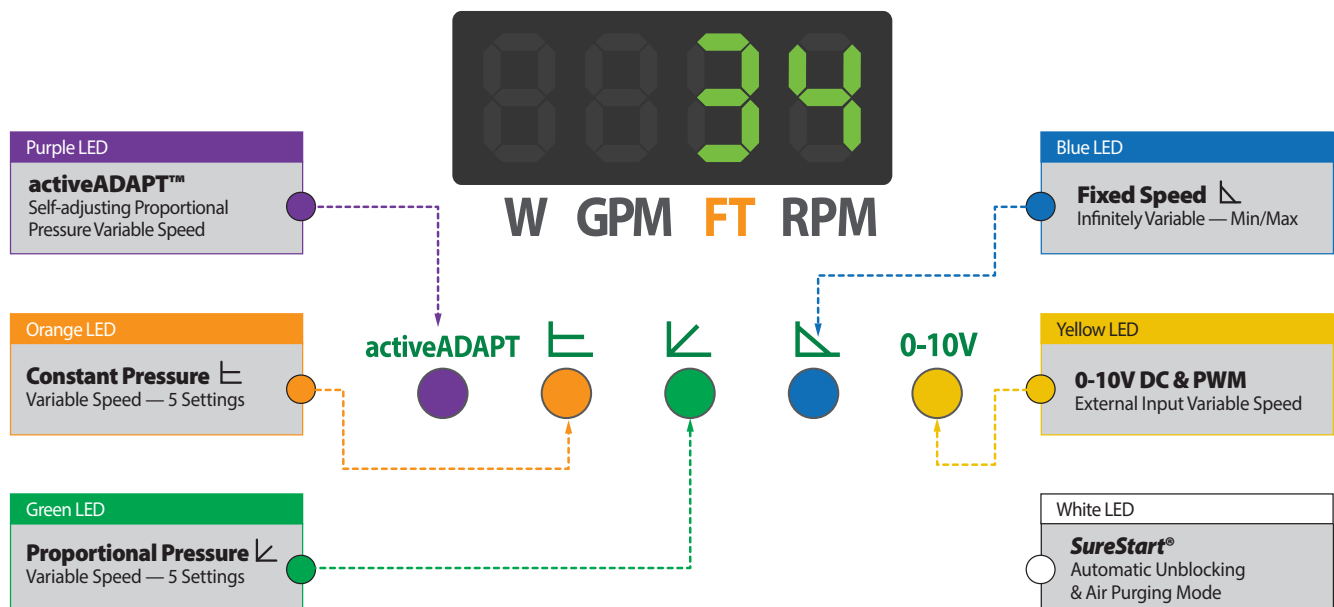 34
W GPM FT RPM
Purple LED
activeADAPT™
Self-adjusting Proportional
Pressure Variable Speed
Blue LED
Fixed Speed
Infinitely Variable — Min/Max
Orange LED
Constant Pressure
Variable Speed — 5 Settings
activeADAPT
0-10V
Yellow LED
0-10V DC & PWM
External Input Variable Speed
Green LED
Proportional Pressure
Variable Speed — 5 Settings
White LED
SureStart®
Automatic Unblocking
& Air Purging Mode